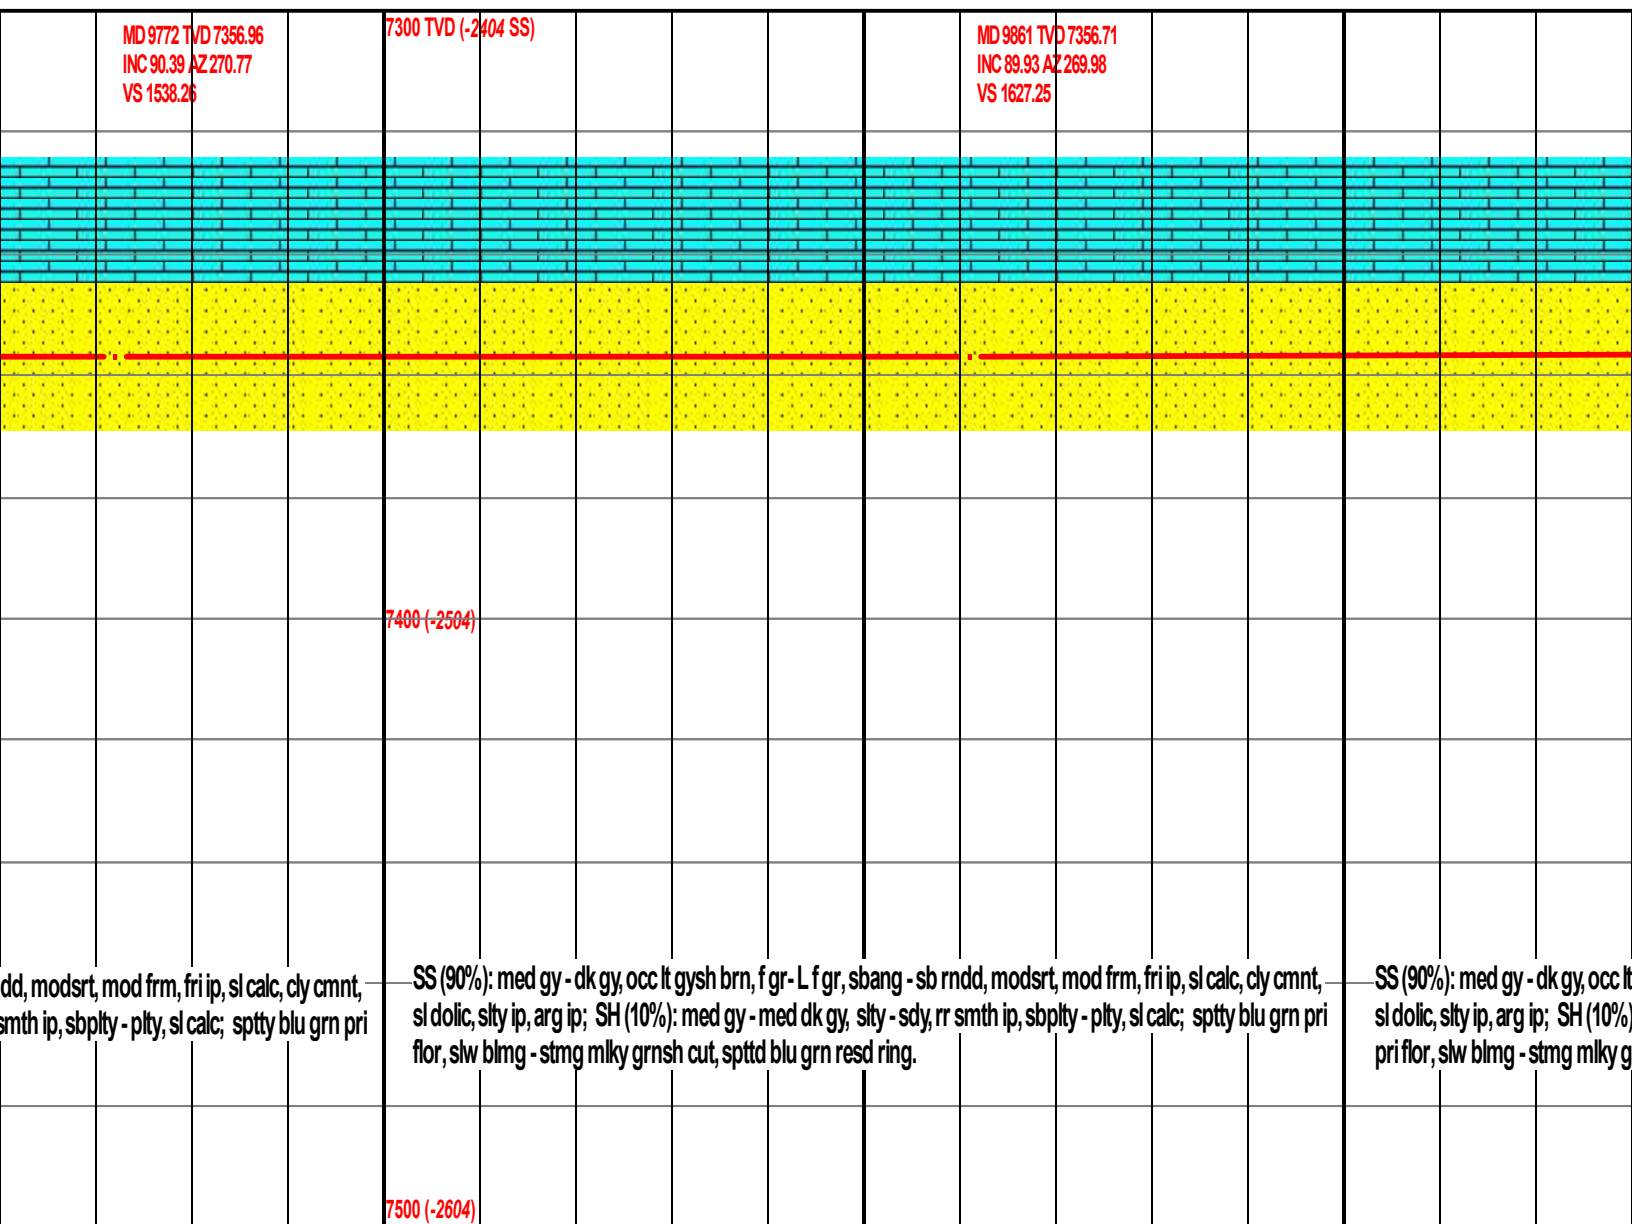 MD 9772 TVD 7356.96
INC 90.39 AZ 270.77
VS 1538.26
7300 TVD (-2404 SS)
MD 9861 TVD 7356.71
INC 89.93 AZ 269.98
VS 1627.25
7400 (-2504)
dd, modsrt, mod frm, fri ip, sl calc, cly cmnt,
smth ip, sbplty - plty, sl calc; sptty blu grn pri
SS (90%): med gy - dk gy, occ lt gysh brn, f gr- L f gr, sbang - sb rndd, modsrt, mod frm, fri ip, sl calc, cly cmnt,
sl dolic, slty ip, arg ip; SH (10%): med gy - med dk gy, slty - sdy, rr smth ip, sbplty - plty, sl calc; sptty blu grn pri
flor, slw blmg - stmg mlky grnsh cut, spttd blu grn resd ring.
SS (90%): med gy - dk gy, occ lt
sl dolic, slty ip, arg ip; SH (10%)
pri flor, slw blmg - stmg mlky g
7500 (-2604)